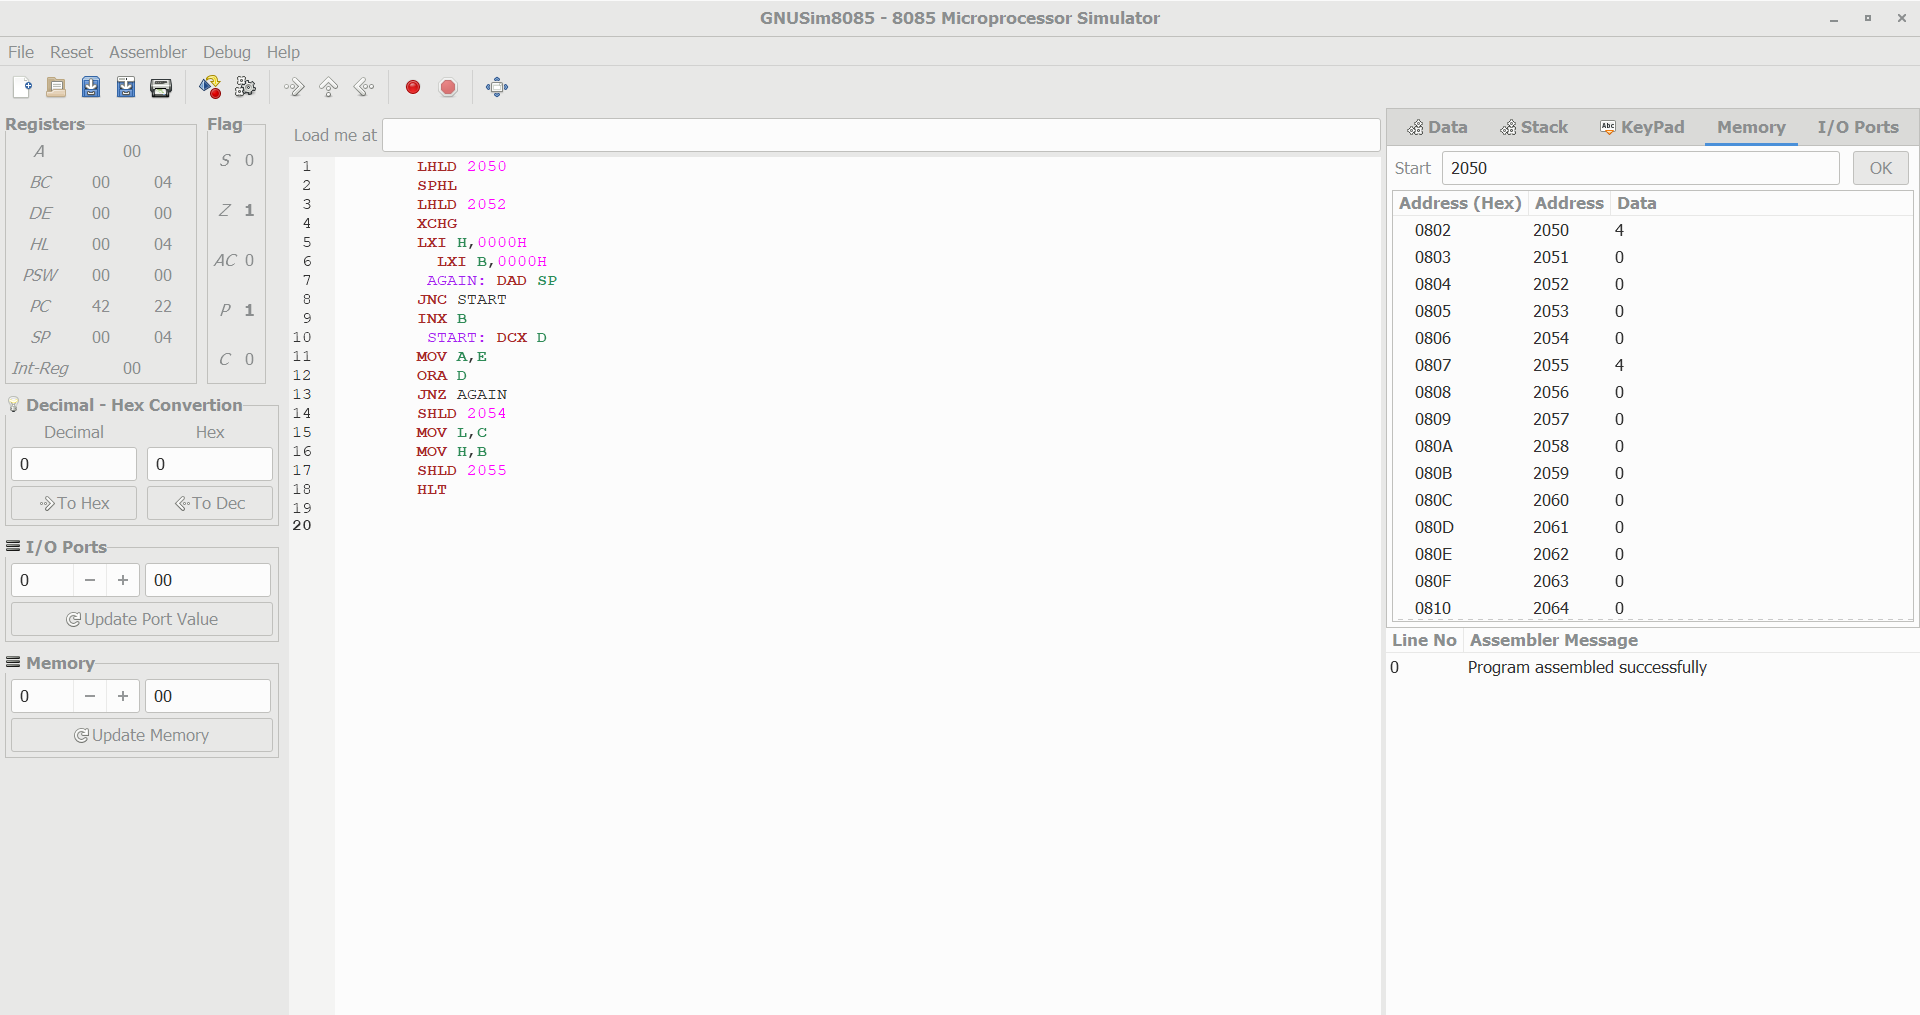 GNUSim8085 - 8085 Microprocessor Simulator
File Reset Assembler Debug Help
Registers
A 00
BC 00 04
DE 00 00
HL 00 04
PSW 00 00
PC 42 22
SP 00 04
Int-Reg 00
Flag
S 0
Z 1
AC 0
P 1
C 0
Decimal - Hex Convertion
Decimal Hex
0 0
To Hex To Dec
I/O Ports
0 − + 00
Update Port Value
Memory
0 − + 00
Update Memory
Load me at
1 LHLD 2050
2 SPHL
3 LHLD 2052
4 XCHG
5 LXI H,0000H
6 LXI B,0000H
7 AGAIN: DAD SP
8 JNC START
9 INX B
10 START: DCX D
11 MOV A,E
12 ORA D
13 JNZ AGAIN
14 SHLD 2054
15 MOV L,C
16 MOV H,B
17 SHLD 2055
18 HLT
19
20
Data Stack Abc KeyPad Memory I/O Ports
Start 2050 OK
Address (Hex) Address Data
0802 2050 4
0803 2051 0
0804 2052 0
0805 2053 0
0806 2054 0
0807 2055 4
0808 2056 0
0809 2057 0
080A 2058 0
080B 2059 0
080C 2060 0
080D 2061 0
080E 2062 0
080F 2063 0
0810 2064 0
Line No Assembler Message
0 Program assembled successfully